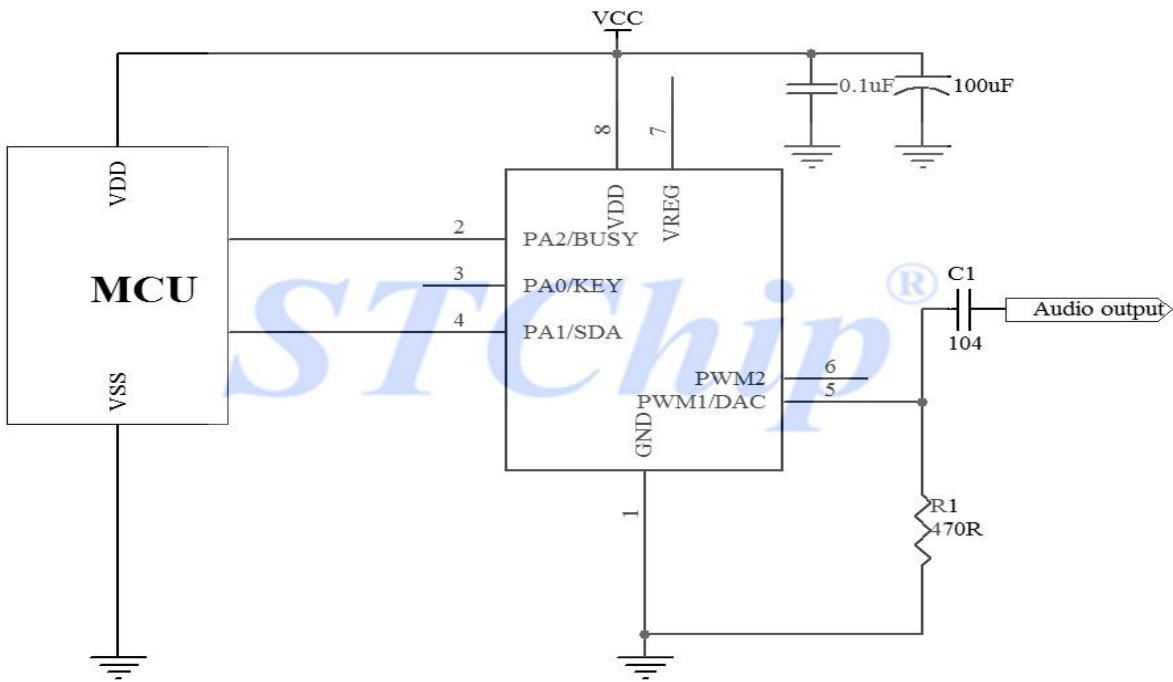 VCC
0.1uF
100uF
8
7
VDD
VDD
VREG
2
PA2/BUSY
MCU
3
PA0/KEY
C1
4
PA1/SDA
STChip®
Audio output
104
VSS
PWM2
6
PWM1/DAC
5
GND
1
R1
470R